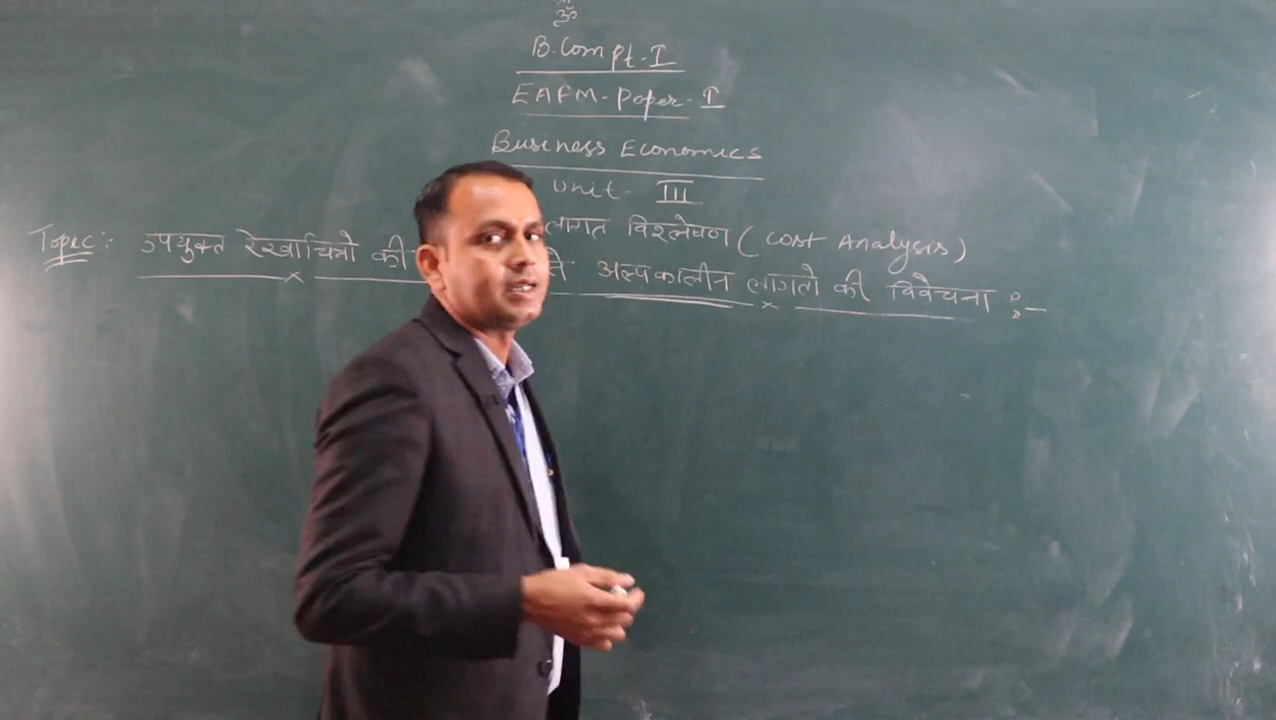 ॐ
B.Com pt-I
EAFM-Paper-I
Business Economics
Unit- III
लागत विश्लेषण (Cost Analysis)
Topic:- उपयुक्त रेखाचित्रो की से अल्पकालीन लागतो की विवेचना :-